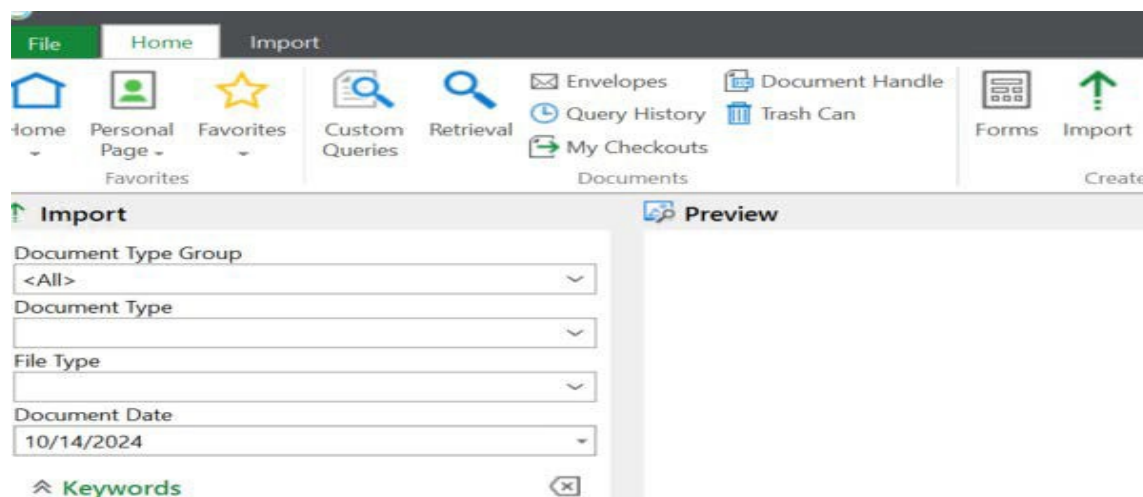 File Home Import
Envelopes Document Handle
Query History Trash Can
Home Personal Favorites Custom Retrieval My Checkouts Forms Import
Page Queries
Favorites Documents Create
Import Preview
Document Type Group
<All>
Document Type
File Type
Document Date
10/14/2024
Keywords